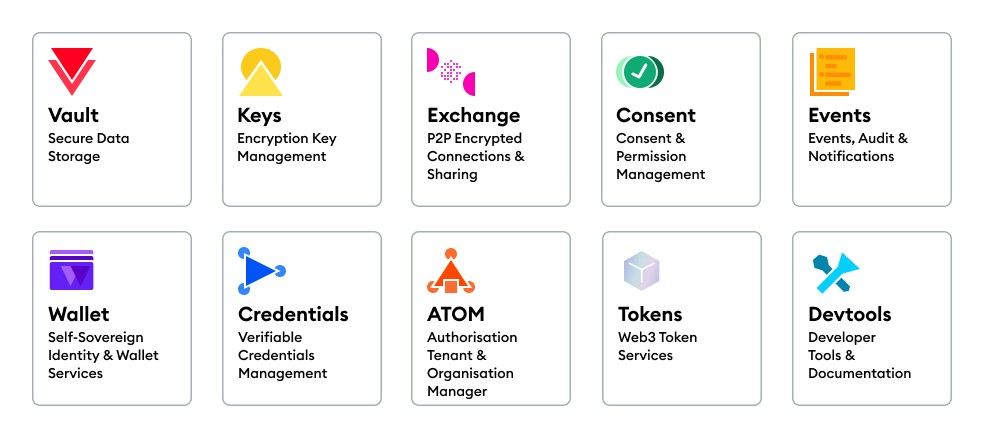 Vault
Secure Data
Storage
Keys
Encryption Key
Management
Exchange
P2P Encrypted
Connections &
Sharing
Consent
Consent &
Permission
Management
Events
Events, Audit &
Notifications
Wallet
Self-Sovereign
Identity & Wallet
Services
Credentials
Verifiable
Credentials
Management
ATOM
Authorisation
Tenant &
Organisation
Manager
Tokens
Web3 Token
Services
Devtools
Developer
Tools &
Documentation